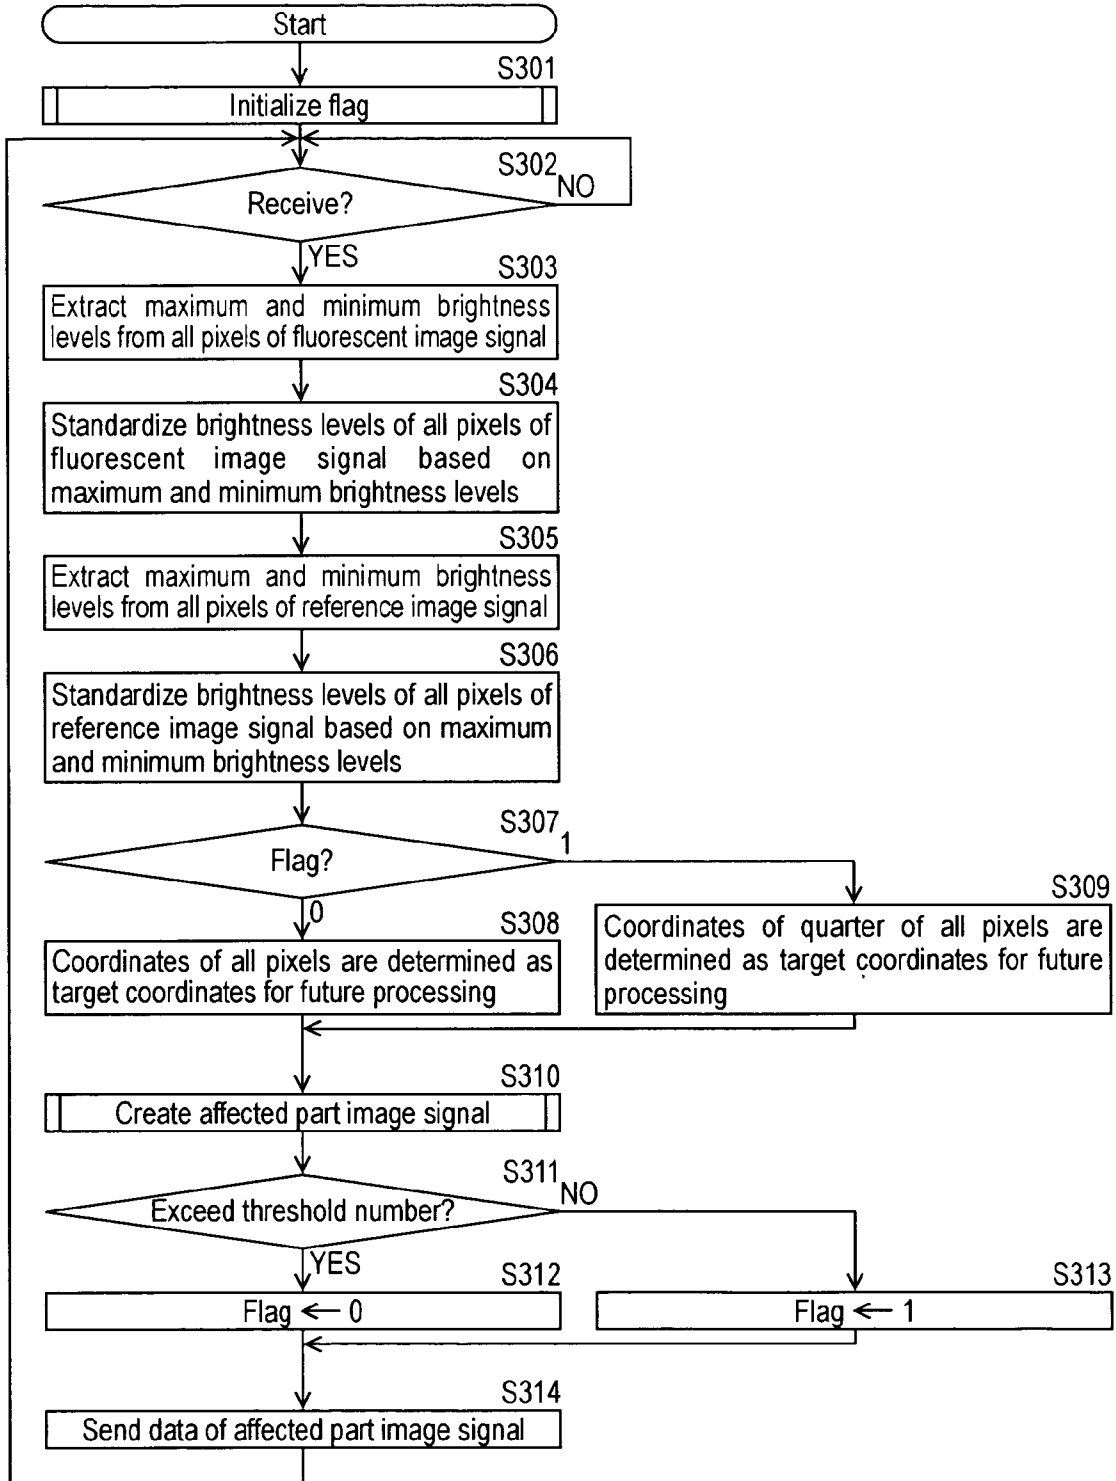 Start
S301
Initialize flag
S302
NO
Receive?
YES
S303
Extract maximum and minimum brightness
levels from all pixels of fluorescent image signal
S304
Standardize brightness levels of all pixels of
fluorescent image signal based on
maximum and minimum brightness levels
S305
Extract maximum and minimum brightness
levels from all pixels of reference image signal
S306
Standardize brightness levels of all pixels of
reference image signal based on maximum
and minimum brightness levels
S307
1
Flag?
0
S308
Coordinates of all pixels are determined as
target coordinates for future processing
S309
Coordinates of quarter of all pixels are
determined as target coordinates for future
processing
S310
Create affected part image signal
S311
NO
Exceed threshold number?
YES
S312
Flag ← 0
S313
Flag ← 1
S314
Send data of affected part image signal